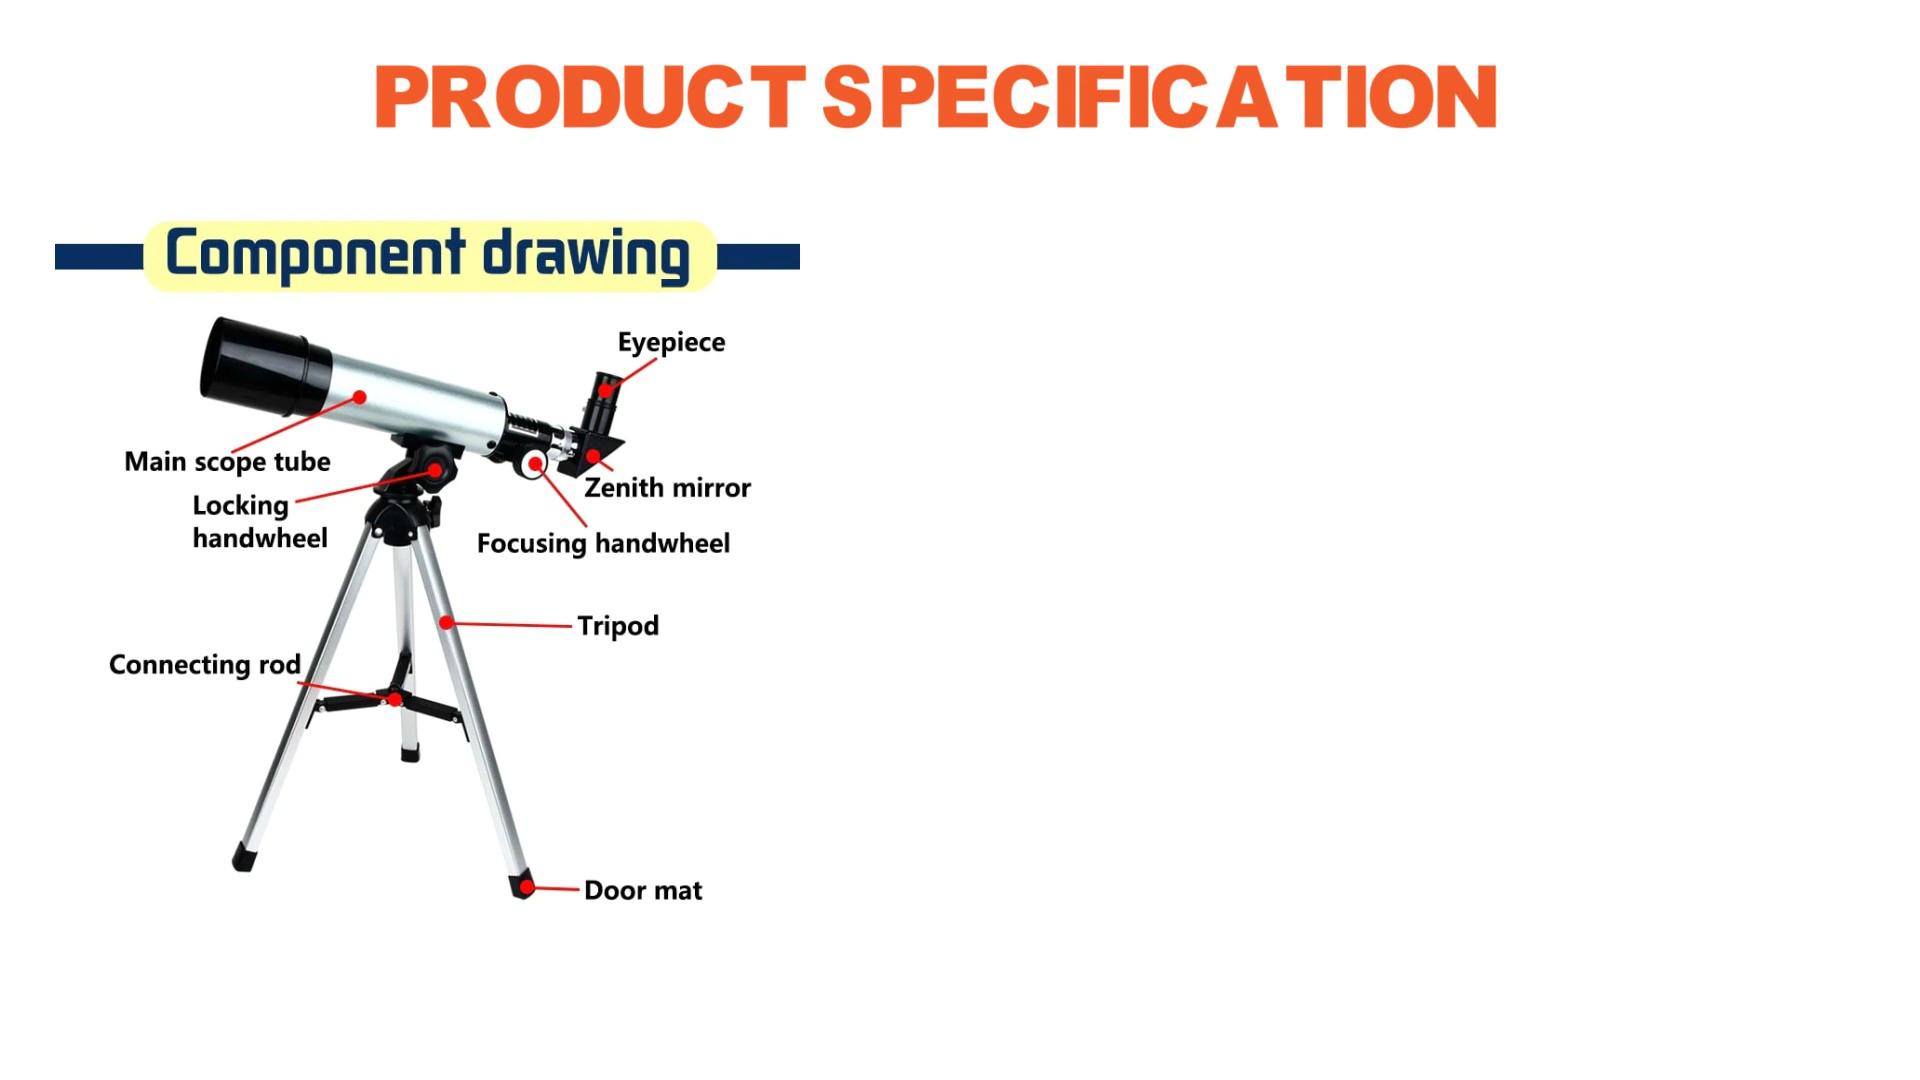 PRODUCT SPECIFICATION
Component drawing
Eyepiece
Main scope tube
Zenith mirror
Locking
handwheel
Focusing handwheel
Tripod
Connecting rod
Door mat